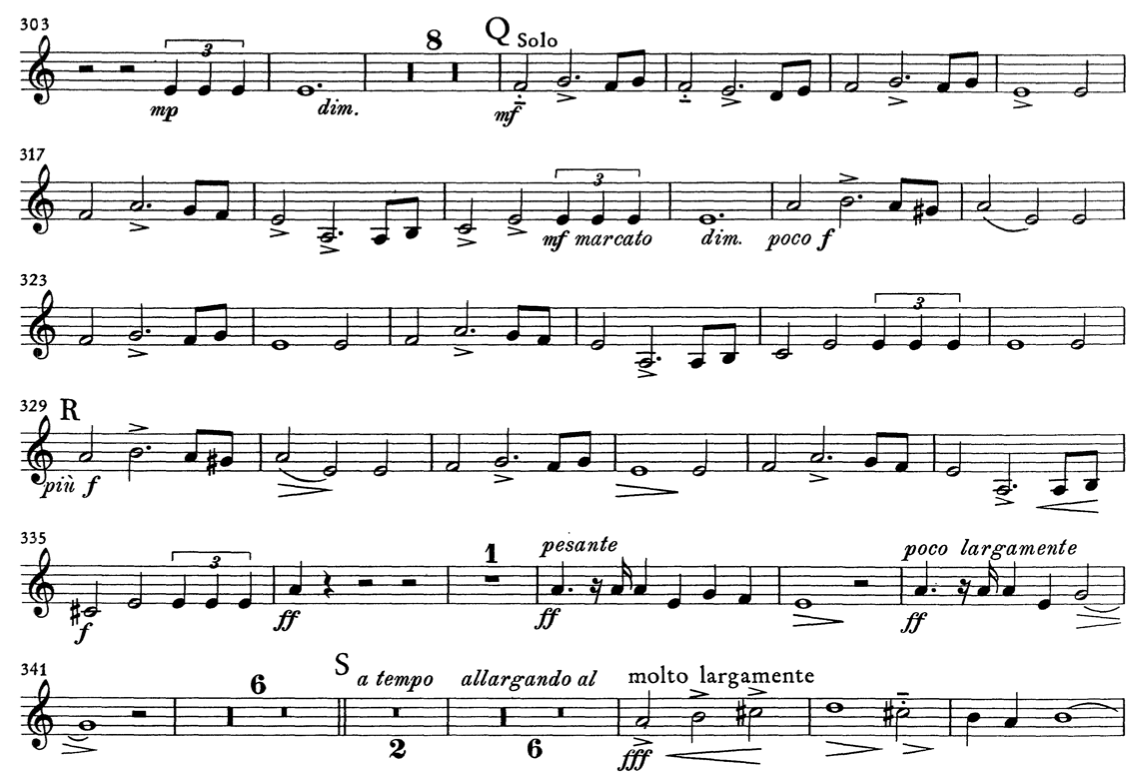 303
3 8 Q Solo
mp dim. mf
317
3
mf marcato dim. poco f
323
3
329 R
più f
335
3 1 pesante poco largamente
f ff ff ff
341
6 S a tempo allargando al molto largamente
2 6 fff